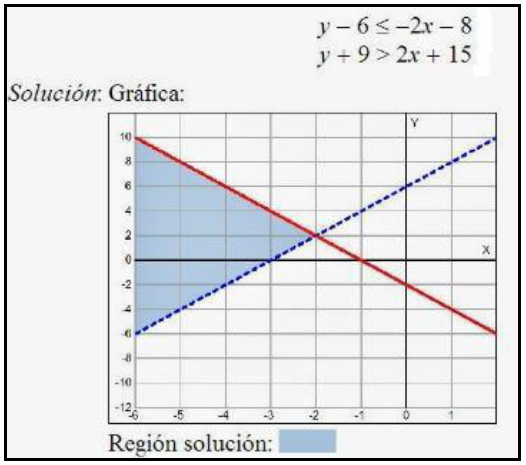 y – 6 ≤ –2x – 8
y + 9 > 2x + 15
Solución: Gráfica:
Y
10
8
6
4
2
X
0
-2
-4
-6
-8
-10
-12
-6 -5 -4 -3 -2 -1 0 1
Región solución: